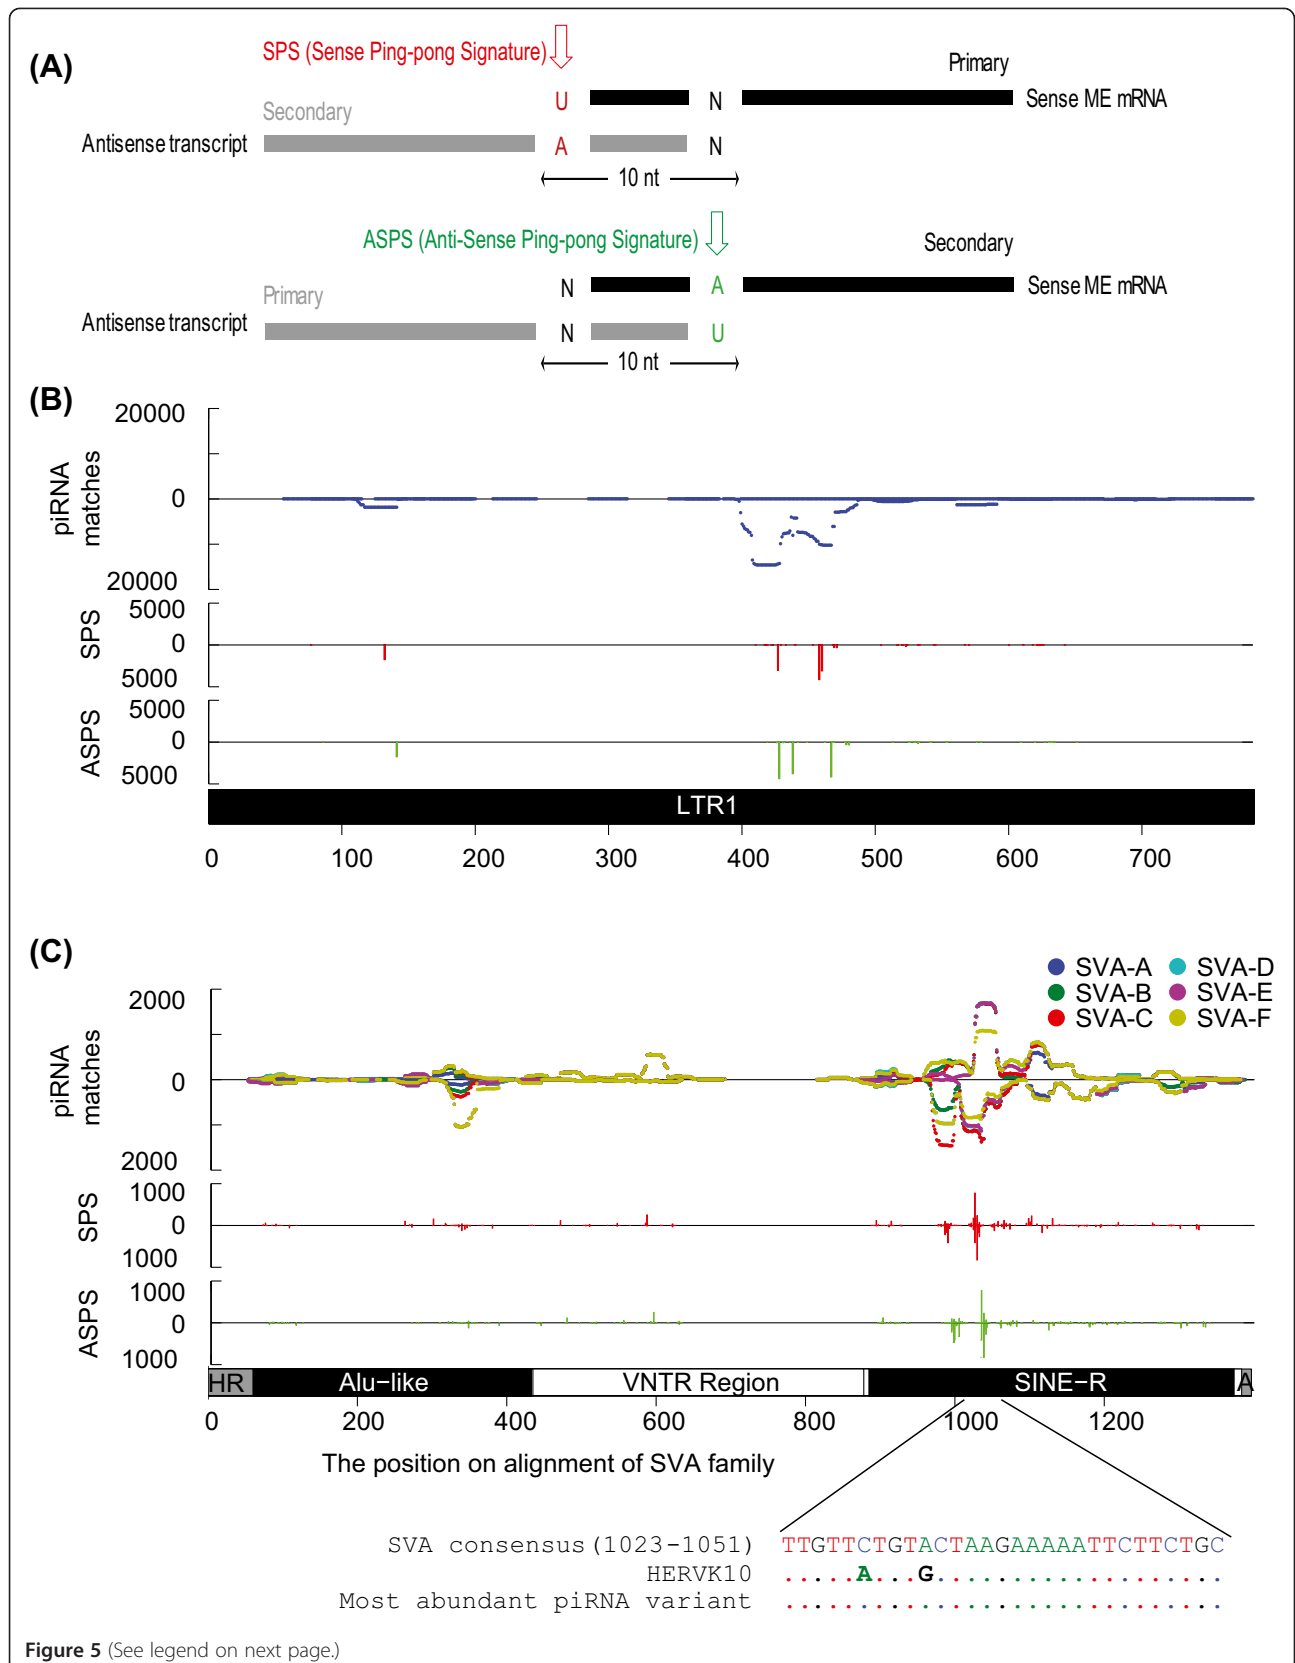 (A)
SPS (Sense Ping-pong Signature)
Primary
U
N
Sense ME mRNA
Secondary
Antisense transcript
A
N
10 nt
ASPS (Anti-Sense Ping-pong Signature)
Secondary
N
A
Sense ME mRNA
Primary
Antisense transcript
N
U
10 nt
(B)
20000
0
20000
piRNA matches
5000
0
5000
SPS
5000
0
5000
ASPS
LTR1
0 100 200 300 400 500 600 700
(C)
SVA-A SVA-D
SVA-B SVA-E
SVA-C SVA-F
2000
0
2000
piRNA matches
1000
0
1000
SPS
1000
0
1000
ASPS
HR Alu-like VNTR Region SINE-R A
0 200 400 600 800 1000 1200
The position on alignment of SVA family
SVA consensus(1023-1051) TTGTTCTGTACTAAGAAAAATTCTTCTGC
HERVK10 .....A...G...................
Most abundant piRNA variant .............................
Figure 5 (See legend on next page.)